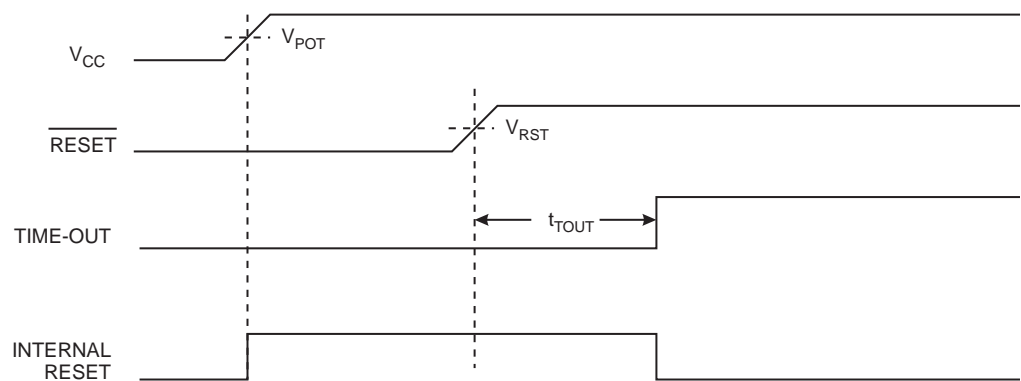 V_CC
V_POT
RESET
V_RST
TIME-OUT
t_TOUT
INTERNAL
RESET